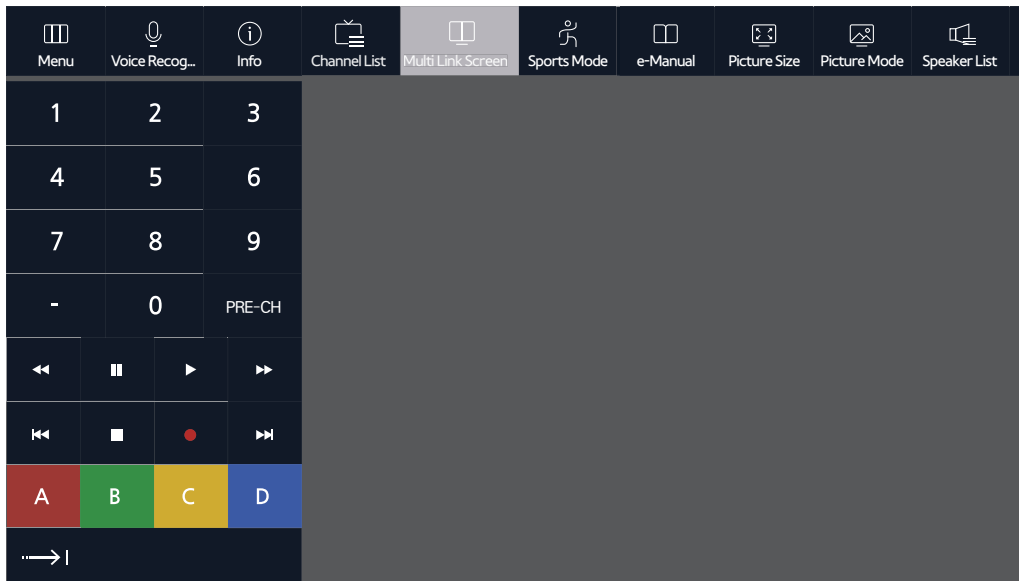 Menu Voice Recog... Info Channel List Multi Link Screen Sports Mode e-Manual Picture Size Picture Mode Speaker List
1 2 3
4 5 6
7 8 9
- 0 PRE-CH
A B C D